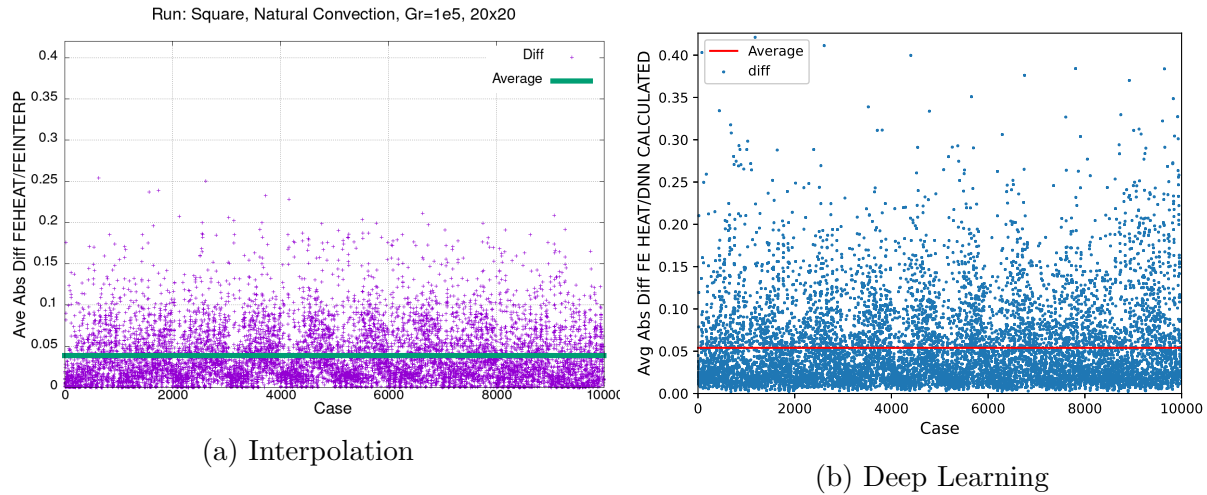 Run: Square, Natural Convection, Gr=1e5, 20x20
Ave Abs Diff FEHEAT/FEINTERP
0.4
0.35
0.3
0.25
0.2
0.15
0.1
0.05
0
Diff
Average
0 2000 4000 6000 8000 10000
Case
(a) Interpolation
Avg Abs Diff FE HEAT/DNN CALCULATED
0.40
0.35
0.30
0.25
0.20
0.15
0.10
0.05
0.00
Average
diff
0 2000 4000 6000 8000 10000
Case
(b) Deep Learning